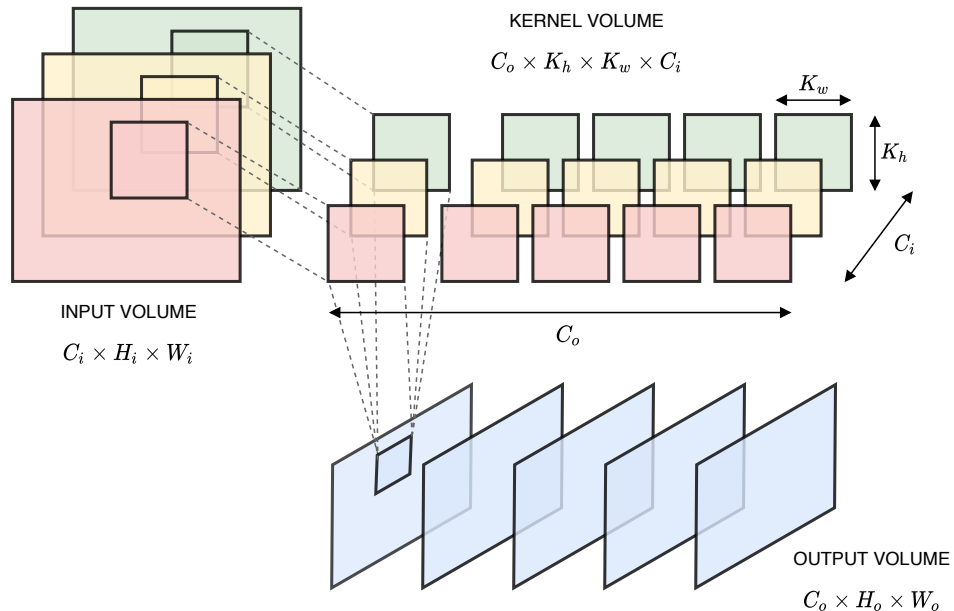 KERNEL VOLUME
C_o × K_h × K_w × C_i
K_w
K_h
C_i
C_o
INPUT VOLUME
C_i × H_i × W_i
OUTPUT VOLUME
C_o × H_o × W_o